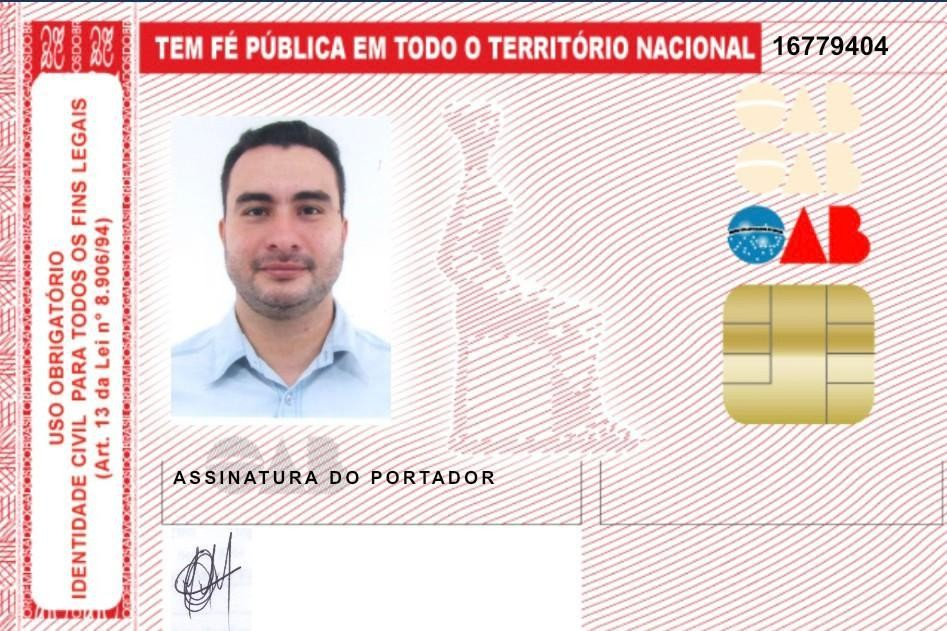 TEM FÉ PÚBLICA EM TODO O TERRITÓRIO NACIONAL
16779404
USO OBRIGATÓRIO
IDENTIDADE CIVIL PARA TODOS OS FINS LEGAIS
(Art. 13 da Lei nº 8.906/94)
OAB
OAB
OAB
OAB
ASSINATURA DO PORTADOR